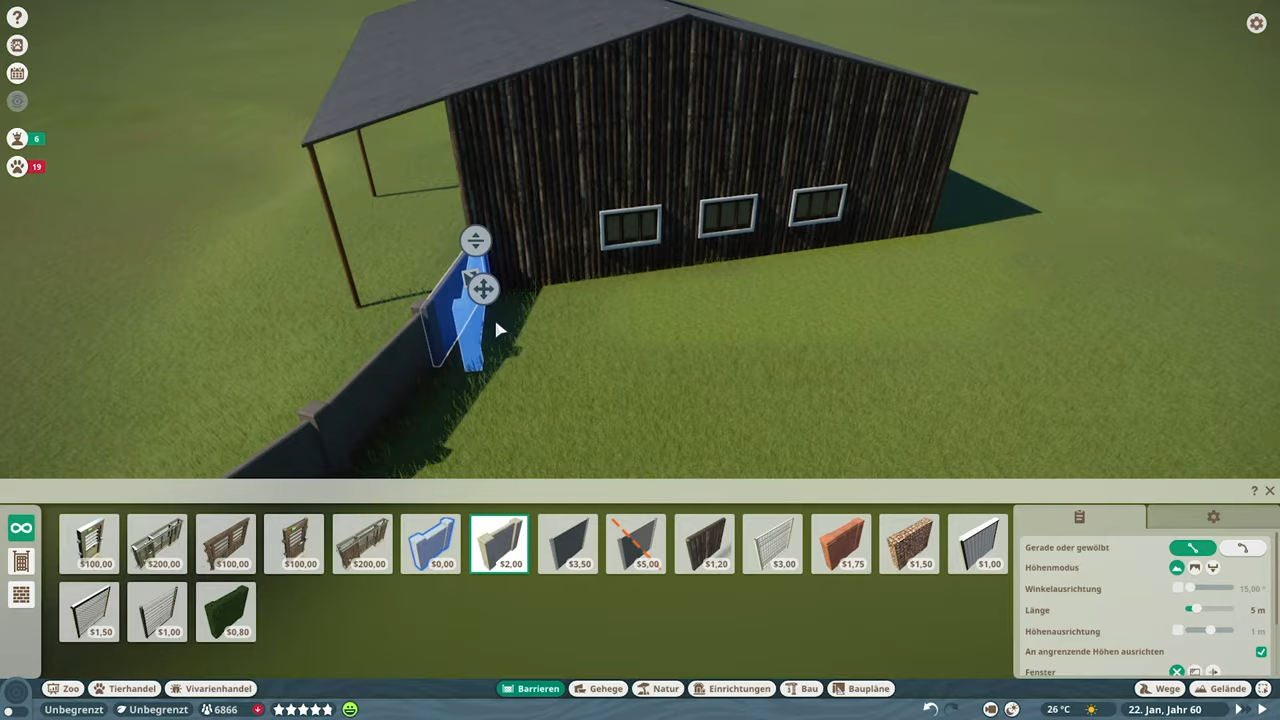 ?
6
19
? ×
$100,00 $200,00 $100,00 $100,00 $200,00 $0,00 $2,00 $3,50 $5,00 $1,20 $3,00 $1,75 $1,50 $1,00
$1,50 $1,00 $0,80
Gerade oder gewölbt
Höhenmodus
Winkelausrichtung 15,00 °
Länge 5 m
Höhenausrichtung 1 m
An angrenzende Höhen ausrichten
Fenster
Zoo Tierhandel Vivarienhandel Barrieren Gehege Natur Einrichtungen Bau Baupläne Wege Gelände
Unbegrenzt Unbegrenzt 6866 26 °C 22. Jan, Jahr 60